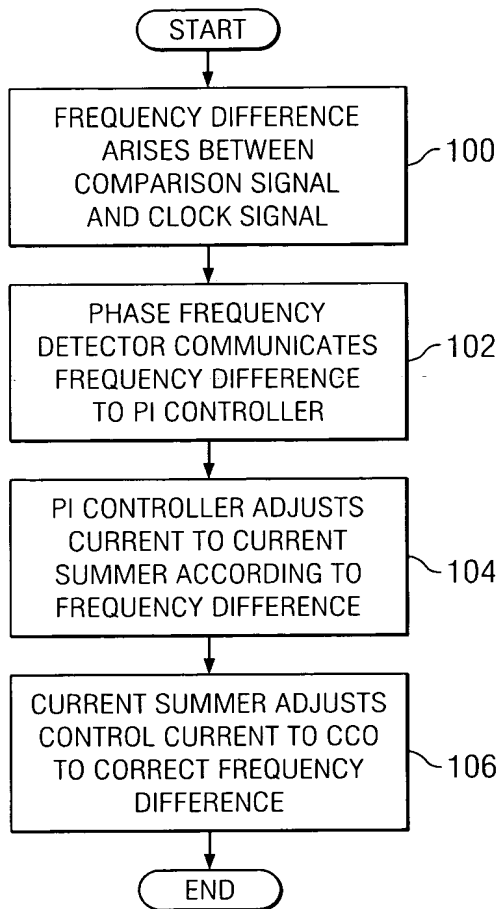 START
FREQUENCY DIFFERENCE
ARISES BETWEEN
COMPARISON SIGNAL
AND CLOCK SIGNAL
100
PHASE FREQUENCY
DETECTOR COMMUNICATES
FREQUENCY DIFFERENCE
TO PI CONTROLLER
102
PI CONTROLLER ADJUSTS
CURRENT TO CURRENT
SUMMER ACCORDING TO
FREQUENCY DIFFERENCE
104
CURRENT SUMMER ADJUSTS
CONTROL CURRENT TO CCO
TO CORRECT FREQUENCY
DIFFERENCE
106
END